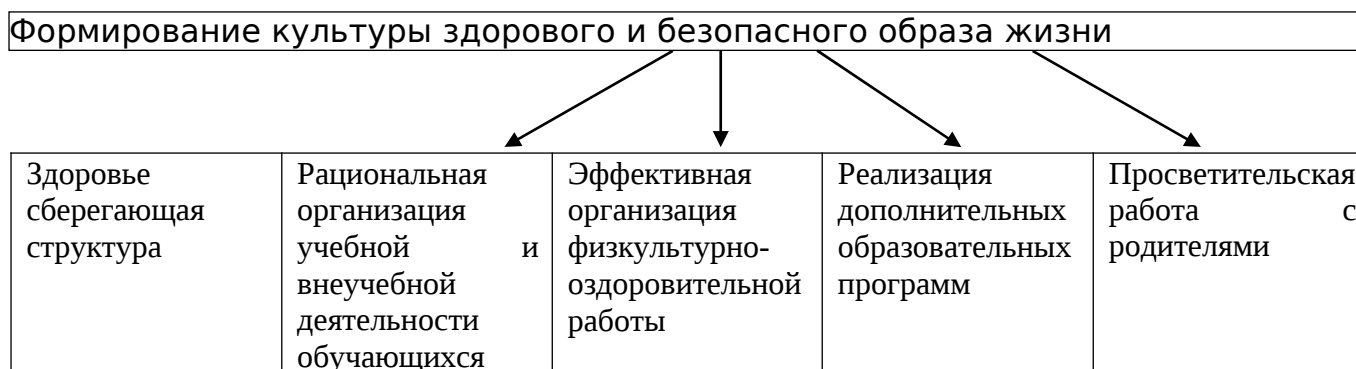 Формирование культуры здорового и безопасного образа жизни
Здоровье
сберегающая
структура
Рациональная
организация
учебной и
внеучебной
деятельности
обучающихся
Эффективная
организация
физкультурно-
оздоровительной
работы
Реализация
дополнительных
образовательных
программ
Просветительская
работа с
родителями